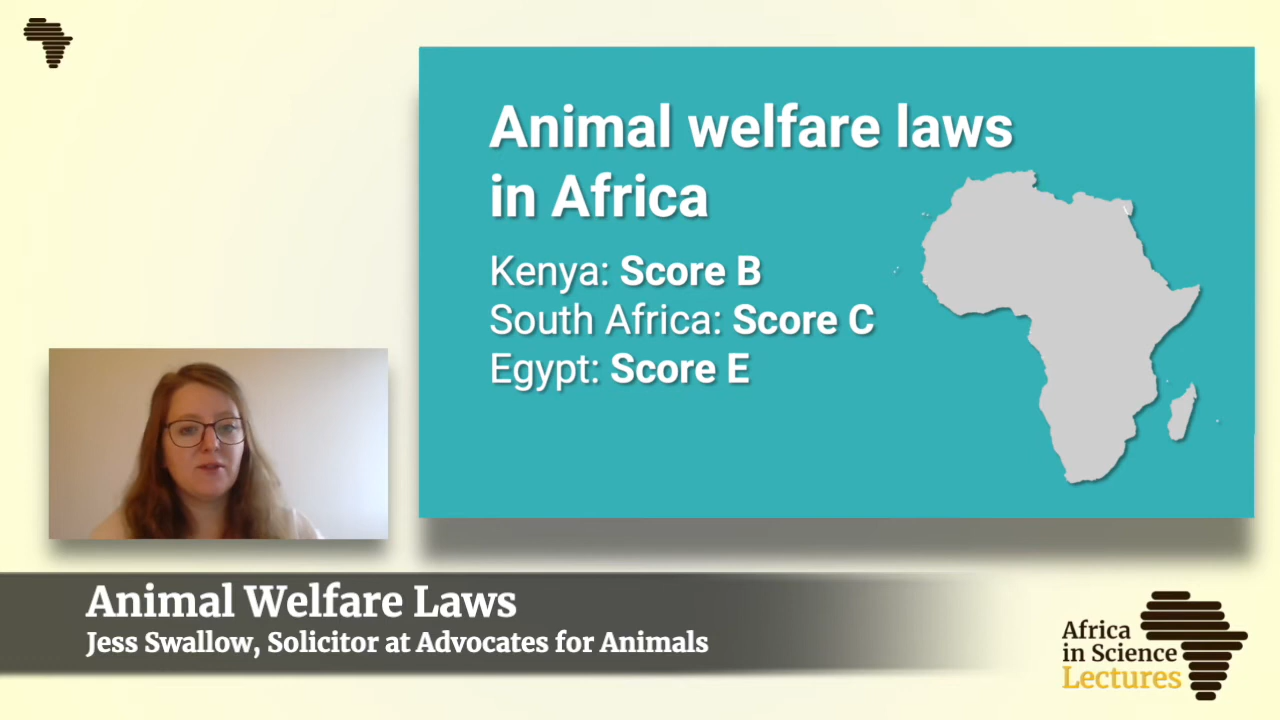 Animal welfare laws
in Africa
Kenya: Score B
South Africa: Score C
Egypt: Score E
Animal Welfare Laws
Jess Swallow, Solicitor at Advocates for Animals
Africa
in Science
Lectures